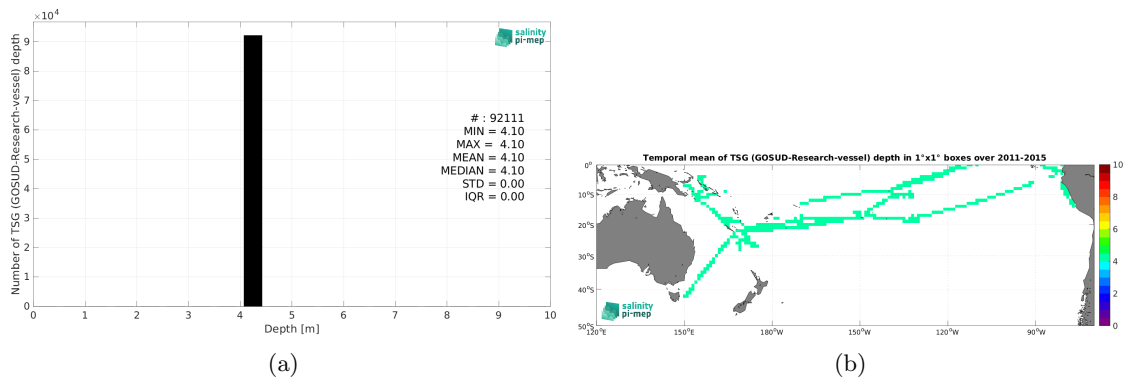 ×10⁴
9
8
7
6
5
4
3
2
1
0
Number of TSG (GOSUD-Research-vessel) depth
salinity
pi-mep
# : 92111
MIN = 4.10
MAX = 4.10
MEAN = 4.10
MEDIAN = 4.10
STD = 0.00
IQR = 0.00
0 1 2 3 4 5 6 7 8 9 10
Depth [m]
(a)
Temporal mean of TSG (GOSUD-Research-vessel) depth in 1°x1° boxes over 2011-2015
0°
10°S
20°S
30°S
40°S
50°S
120°E 150°E 180°W 150°W 120°W 90°W
salinity
pi-mep
10
8
6
4
2
0
(b)